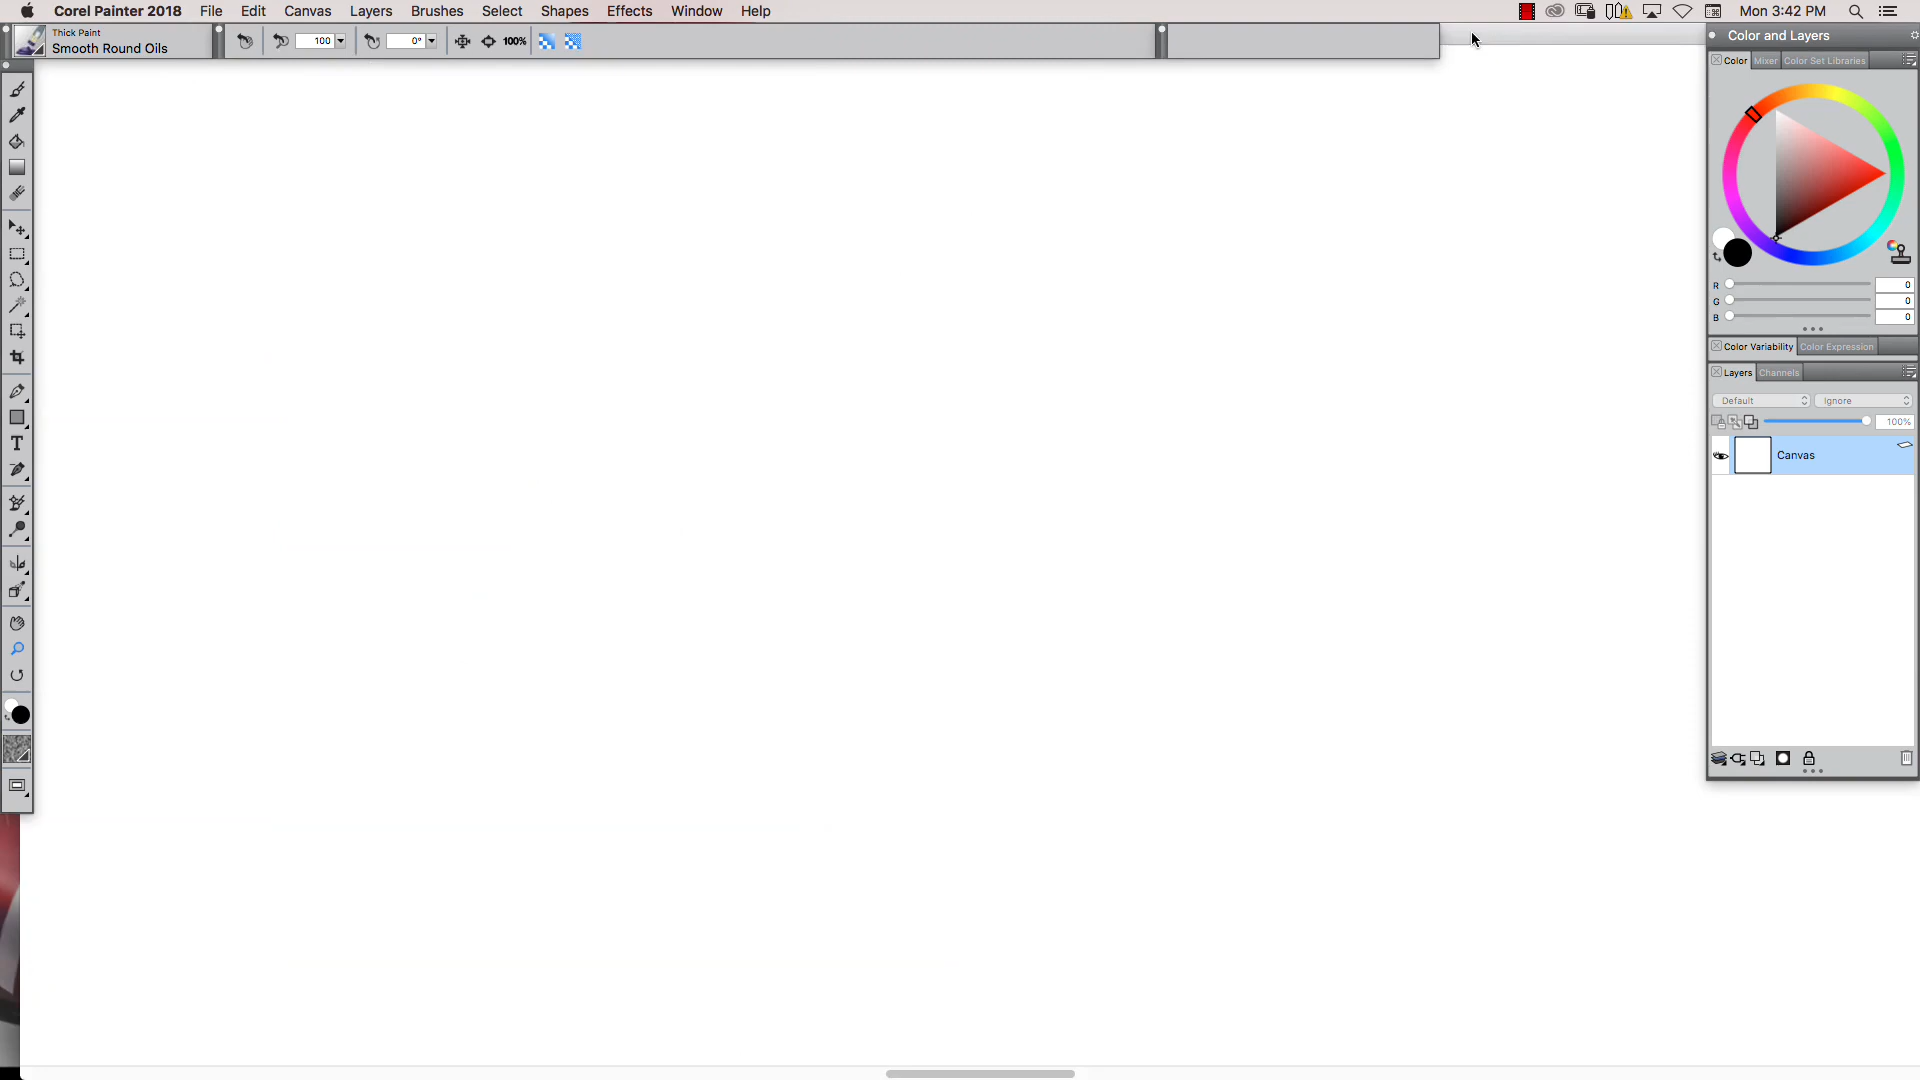 Corel Painter 2018 File Edit Canvas Layers Brushes Select Shapes Effects Window Help Mon 3:42 PM
Thick Paint
Smooth Round Oils
100 0° 100%
Color and Layers
Color Mixer Color Set Libraries
R 0
G 0
B 0
Color Variability Color Expression
Layers Channels
Default Ignore
100%
Canvas
T